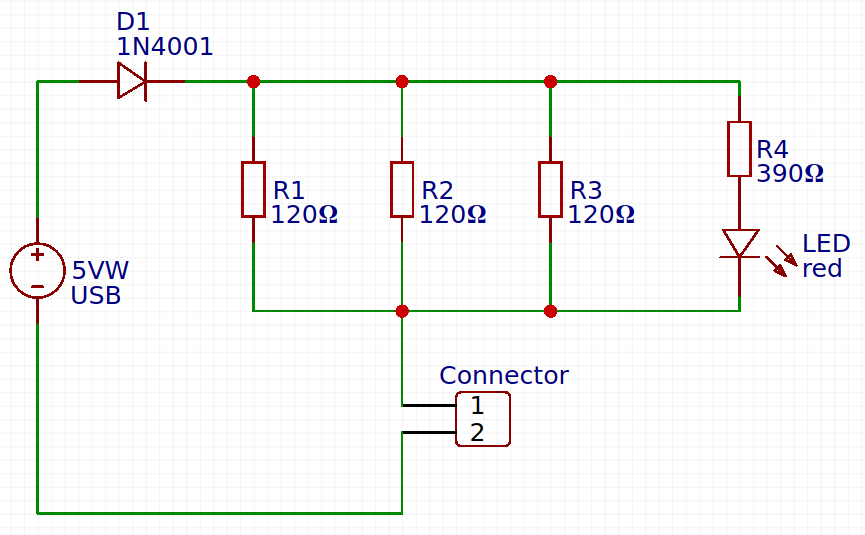 D1
1N4001
R1
120Ω
R2
120Ω
R3
120Ω
R4
390Ω
LED
red
+
−
5VW
USB
Connector
1
2